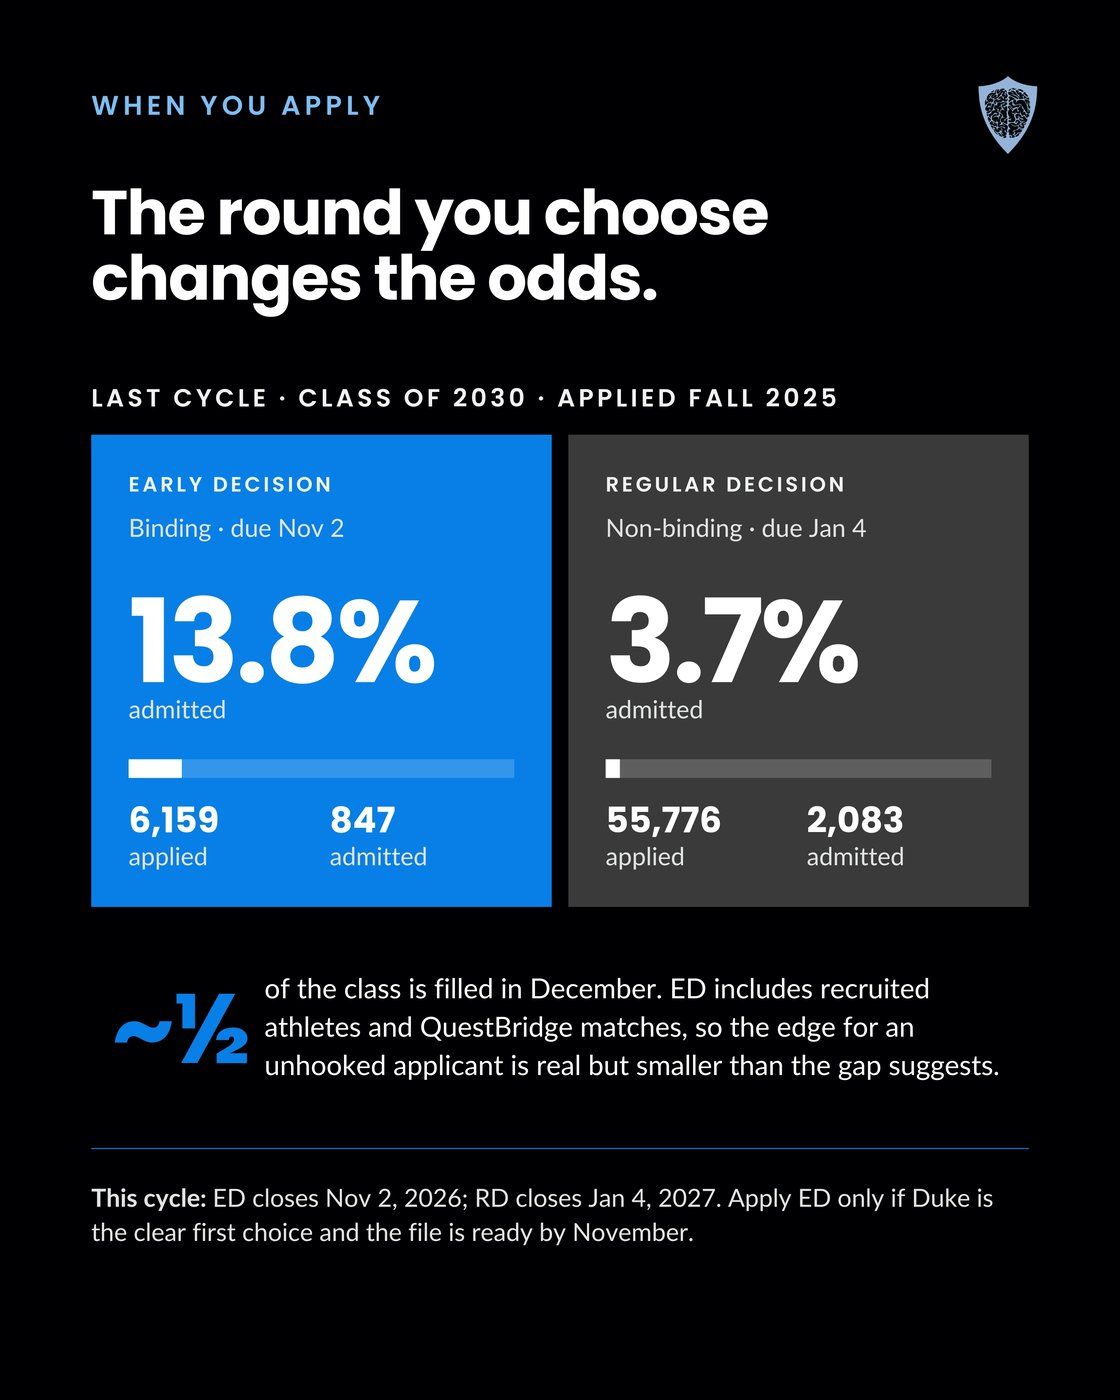 WHEN YOU APPLY
The round you choose
changes the odds.
LAST CYCLE · CLASS OF 2030 · APPLIED FALL 2025
EARLY DECISION
Binding · due Nov 2
13.8%
admitted
6,159
applied
847
admitted
REGULAR DECISION
Non-binding · due Jan 4
3.7%
admitted
55,776
applied
2,083
admitted
~½
of the class is filled in December. ED includes recruited
athletes and QuestBridge matches, so the edge for an
unhooked applicant is real but smaller than the gap suggests.
This cycle: ED closes Nov 2, 2026; RD closes Jan 4, 2027. Apply ED only if Duke is
the clear first choice and the file is ready by November.